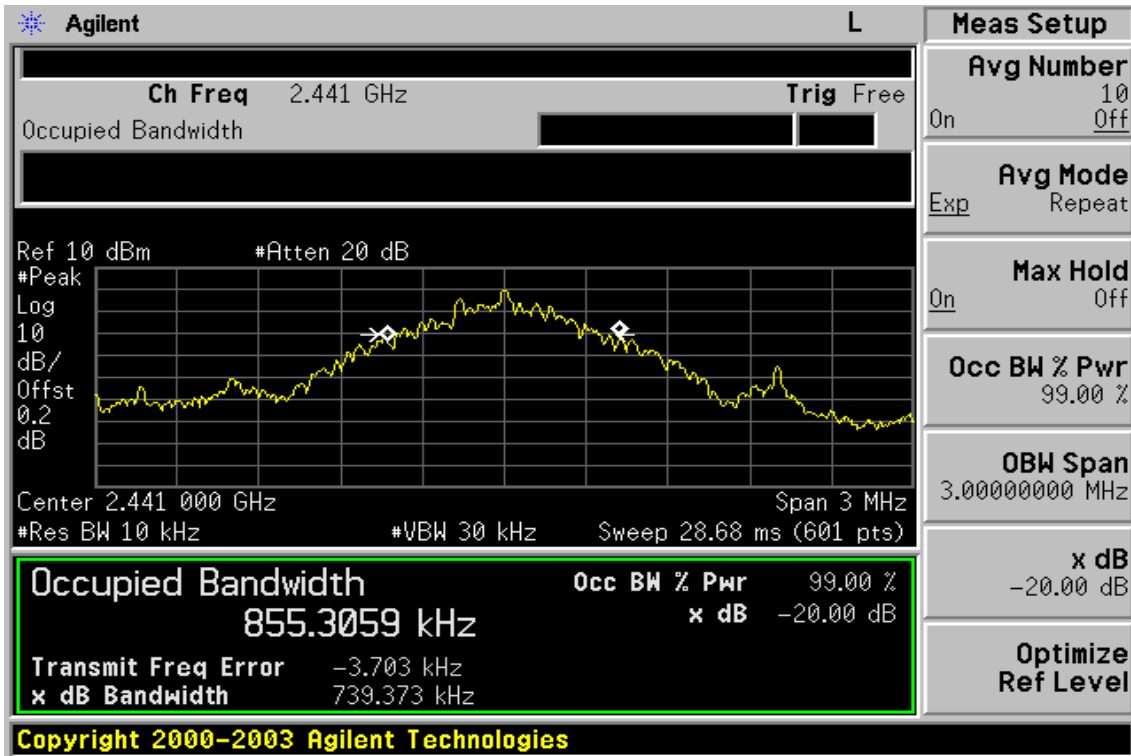 Agilent L
Ch Freq 2.441 GHz Trig Free
Occupied Bandwidth
Ref 10 dBm #Atten 20 dB
#Peak
Log
10
dB/
Offst
0.2
dB
Center 2.441 000 GHz Span 3 MHz
#Res BW 10 kHz #VBW 30 kHz Sweep 28.68 ms (601 pts)
Occupied Bandwidth
855.3059 kHz
Occ BW % Pwr 99.00 %
x dB -20.00 dB
Transmit Freq Error -3.703 kHz
x dB Bandwidth 739.373 kHz
Copyright 2000-2003 Agilent Technologies
Meas Setup
Avg Number
10
On Off
Avg Mode
Exp Repeat
Max Hold
On Off
Occ BW % Pwr
99.00 %
OBW Span
3.00000000 MHz
x dB
-20.00 dB
Optimize
Ref Level